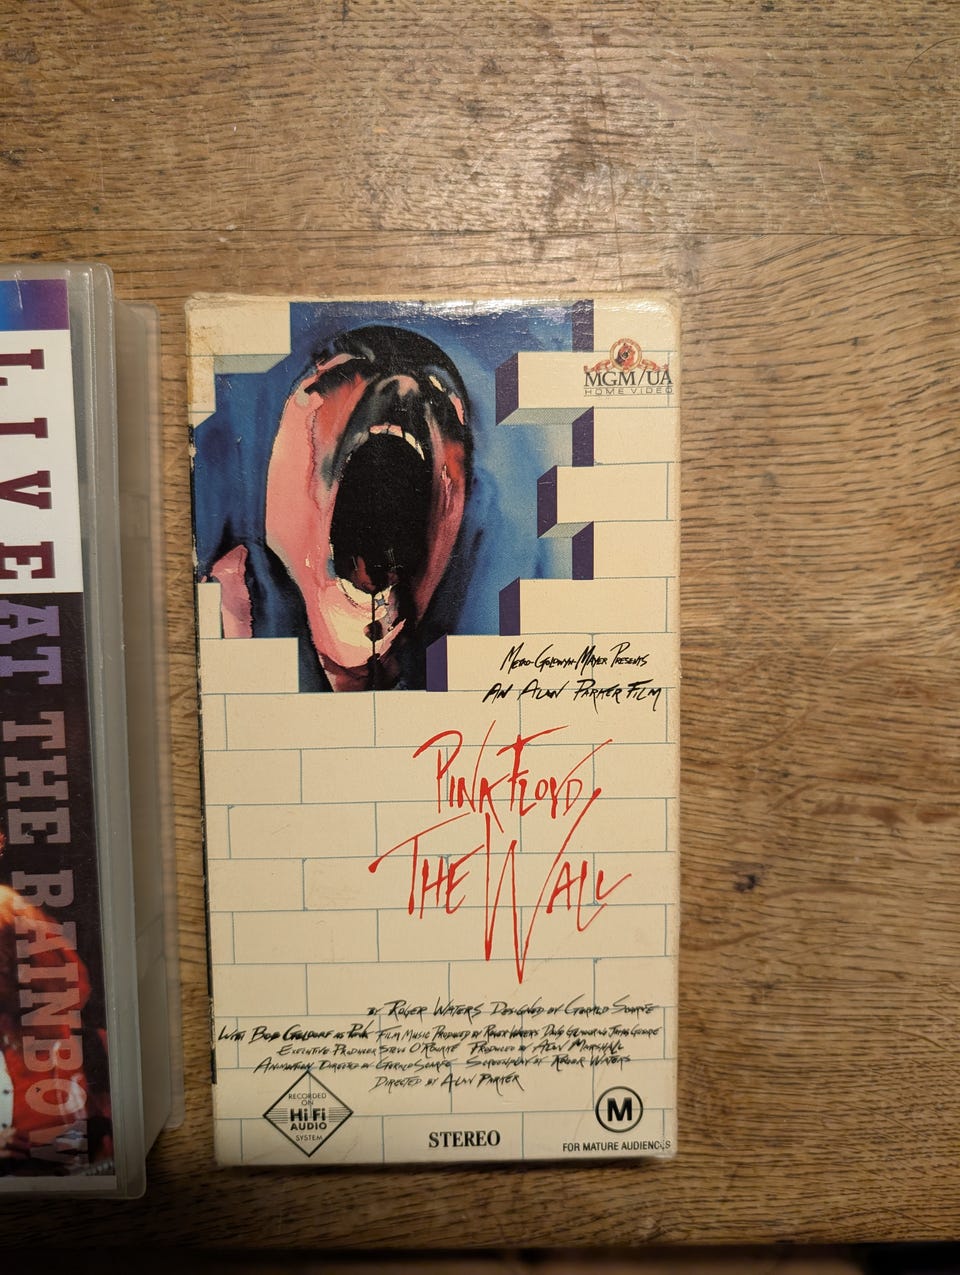 LIVE AT THE RAINBOW
MGM/UA
HOME VIDEO
METRO-GOLDWYN-MAYER PRESENTS
AN ALAN PARKER FILM
PINK FLOYD
THE WALL
BY ROGER WATERS DESIGNED BY GERALD SCARFE
WITH BOB GELDOF AS PINK FILM MUSIC PRODUCED BY ROGER WATERS, DAVID GILMOUR & JAMES GUTHRIE
EXECUTIVE PRODUCER STEVE O'ROURKE PRODUCED BY ALAN MARSHALL
ANIMATION DIRECTED BY GERALD SCARFE SCREENPLAY BY ROGER WATERS
DIRECTED BY ALAN PARKER
RECORDED
ON
Hi-Fi
AUDIO
SYSTEM
STEREO
M
FOR MATURE AUDIENCES